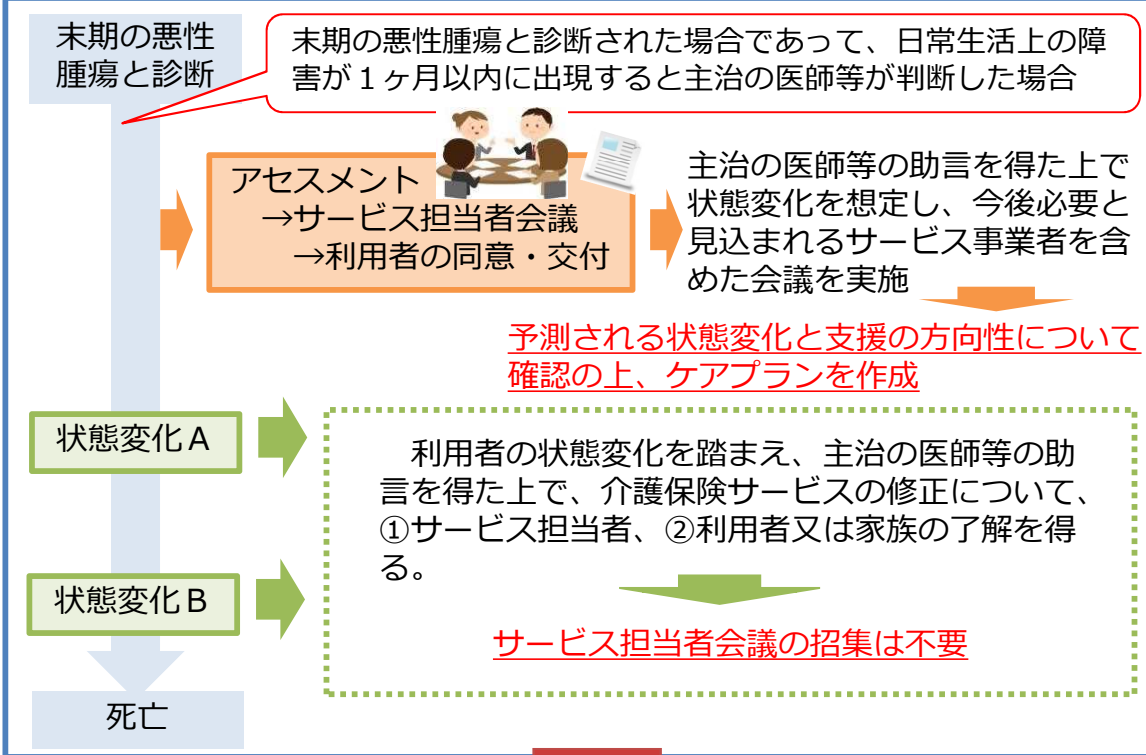 末期の悪性
腫瘍と診断
末期の悪性腫瘍と診断された場合であって、日常生活上の障
害が１ヶ月以内に出現すると主治の医師等が判断した場合
アセスメント
→サービス担当者会議
→利用者の同意・交付
主治の医師等の助言を得た上で
状態変化を想定し、今後必要と
見込まれるサービス事業者を含
めた会議を実施
予測される状態変化と支援の方向性について
確認の上、ケアプランを作成
状態変化Ａ
利用者の状態変化を踏まえ、主治の医師等の助
言を得た上で、介護保険サービスの修正について、
①サービス担当者、②利用者又は家族の了解を得
る。
状態変化Ｂ
サービス担当者会議の招集は不要
死亡